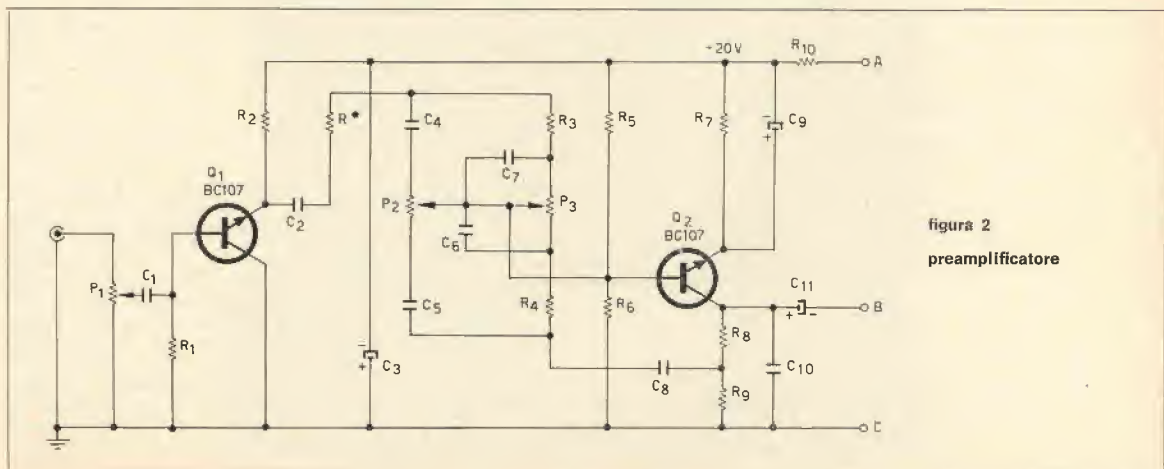 +20V
R10
A
R2
R*
C4
R3
R5
R7
C9
Q1
BC107
C7
C2
P2
P3
Q2
BC107
figura 2
preamplificatore
C6
C1
P1
C11
B
C5
R4
R6
R8
R1
C3
C8
C10
R9
C